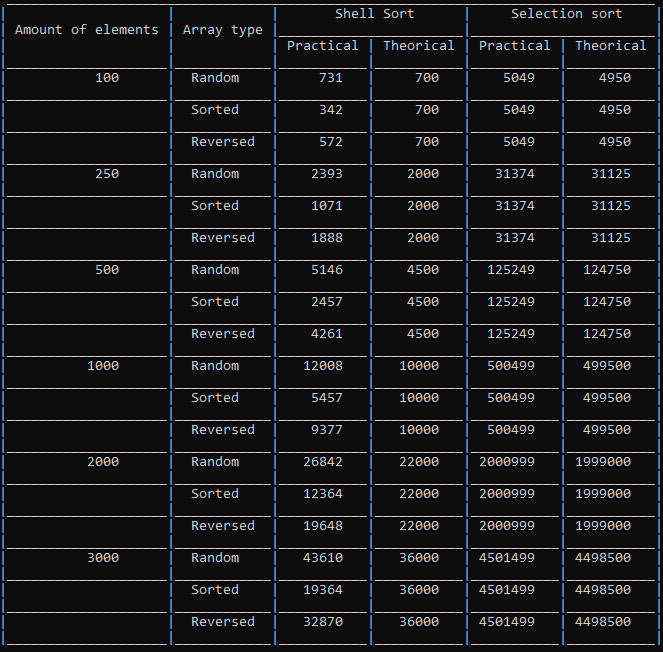 Shell Sort Selection sort
Amount of elements Array type
Practical Theorical Practical Theorical
100 Random 731 700 5049 4950
Sorted 342 700 5049 4950
Reversed 572 700 5049 4950
250 Random 2393 2000 31374 31125
Sorted 1071 2000 31374 31125
Reversed 1888 2000 31374 31125
500 Random 5146 4500 125249 124750
Sorted 2457 4500 125249 124750
Reversed 4261 4500 125249 124750
1000 Random 12008 10000 500499 499500
Sorted 5457 10000 500499 499500
Reversed 9377 10000 500499 499500
2000 Random 26842 22000 2000999 1999000
Sorted 12364 22000 2000999 1999000
Reversed 19648 22000 2000999 1999000
3000 Random 43610 36000 4501499 4498500
Sorted 19364 36000 4501499 4498500
Reversed 32870 36000 4501499 4498500